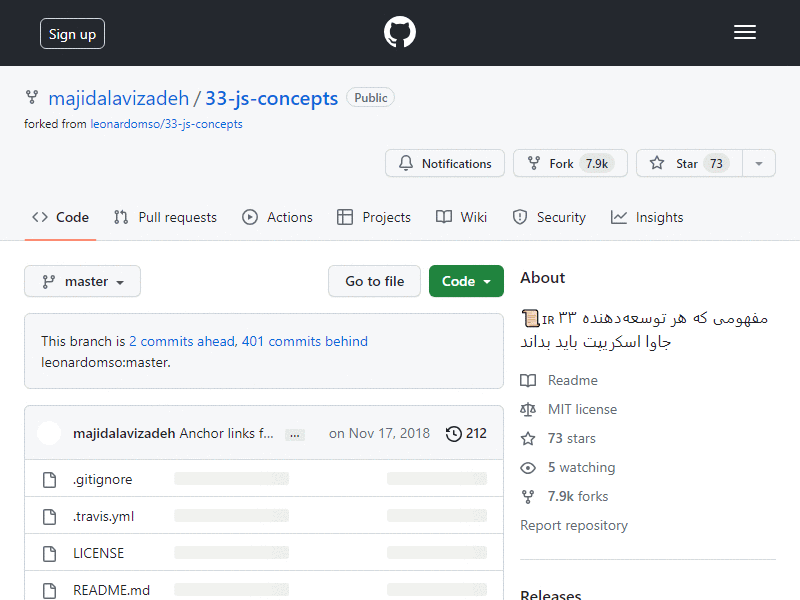 Sign up
majidalavizadeh / 33-js-concepts Public
forked from leonardomso/33-js-concepts
Notifications Fork 7.9k Star 73
Code Pull requests Actions Projects Wiki Security Insights
master Go to file Code
This branch is 2 commits ahead, 401 commits behind
leonardomso:master.
majidalavizadeh Anchor links f... ... on Nov 17, 2018 212
.gitignore
.travis.yml
LICENSE
README.md
About
📜IR ۳۳ مفهومی که هر توسعه‌دهنده
جاوا اسکریپت باید بداند
Readme
MIT license
73 stars
5 watching
7.9k forks
Report repository
Releases